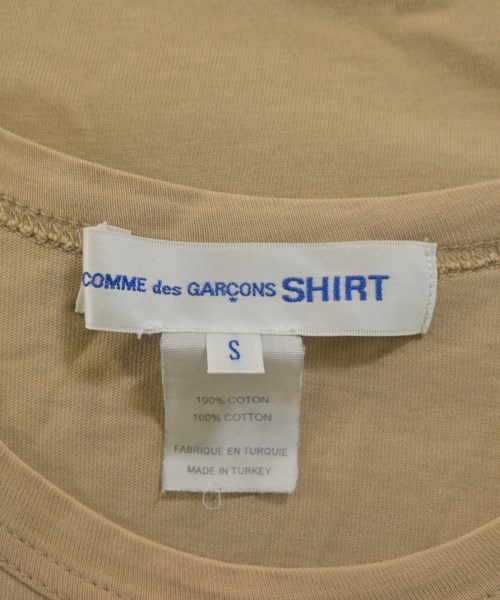 COMME des GARÇONS SHIRT
S
100% COTON
100% COTTON
FABRIQUE EN TURQUIE
MADE IN TURKEY